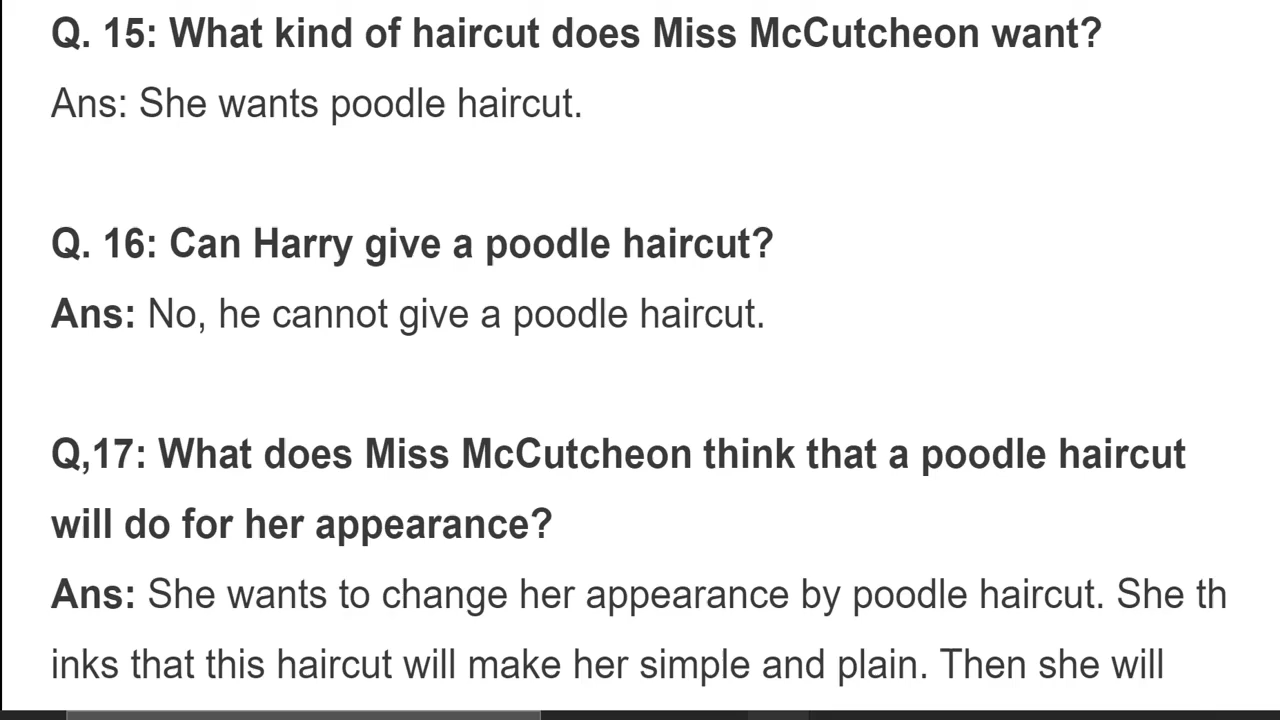 Q. 15: What kind of haircut does Miss McCutcheon want?
Ans: She wants poodle haircut.
Q. 16: Can Harry give a poodle haircut?
Ans: No, he cannot give a poodle haircut.
Q,17: What does Miss McCutcheon think that a poodle haircut
will do for her appearance?
Ans: She wants to change her appearance by poodle haircut. She th
inks that this haircut will make her simple and plain. Then she will